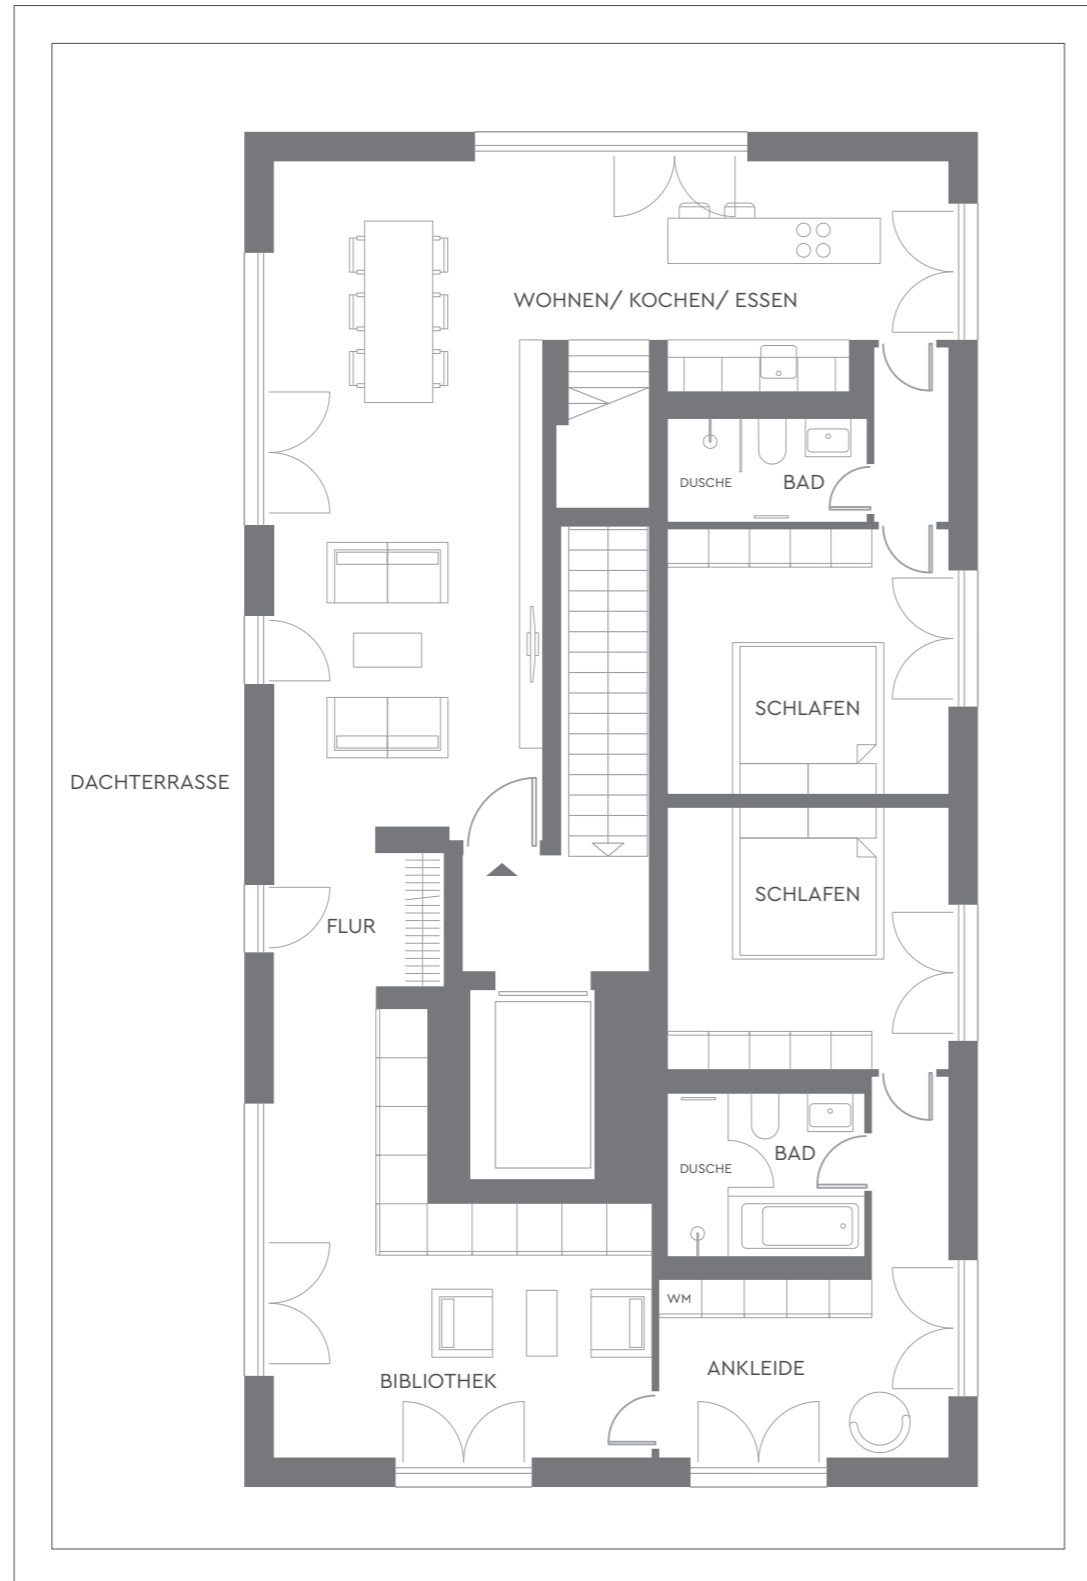 WOHNEN/ KOCHEN/ ESSEN
DUSCHE
BAD
SCHLAFEN
DACHTERRASSE
SCHLAFEN
FLUR
BAD
DUSCHE
WM
ANKLEIDE
BIBLIOTHEK